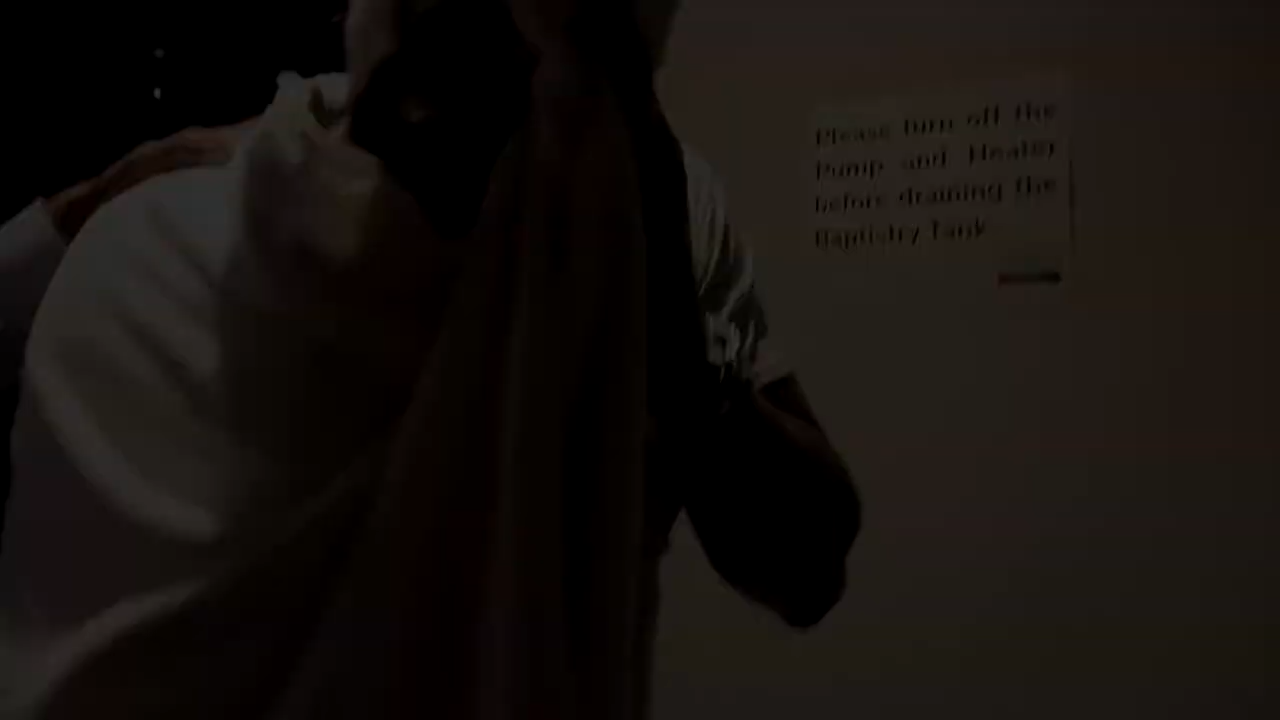 Please turn off the
Pump and Heater
before draining the
Baptistry Tank